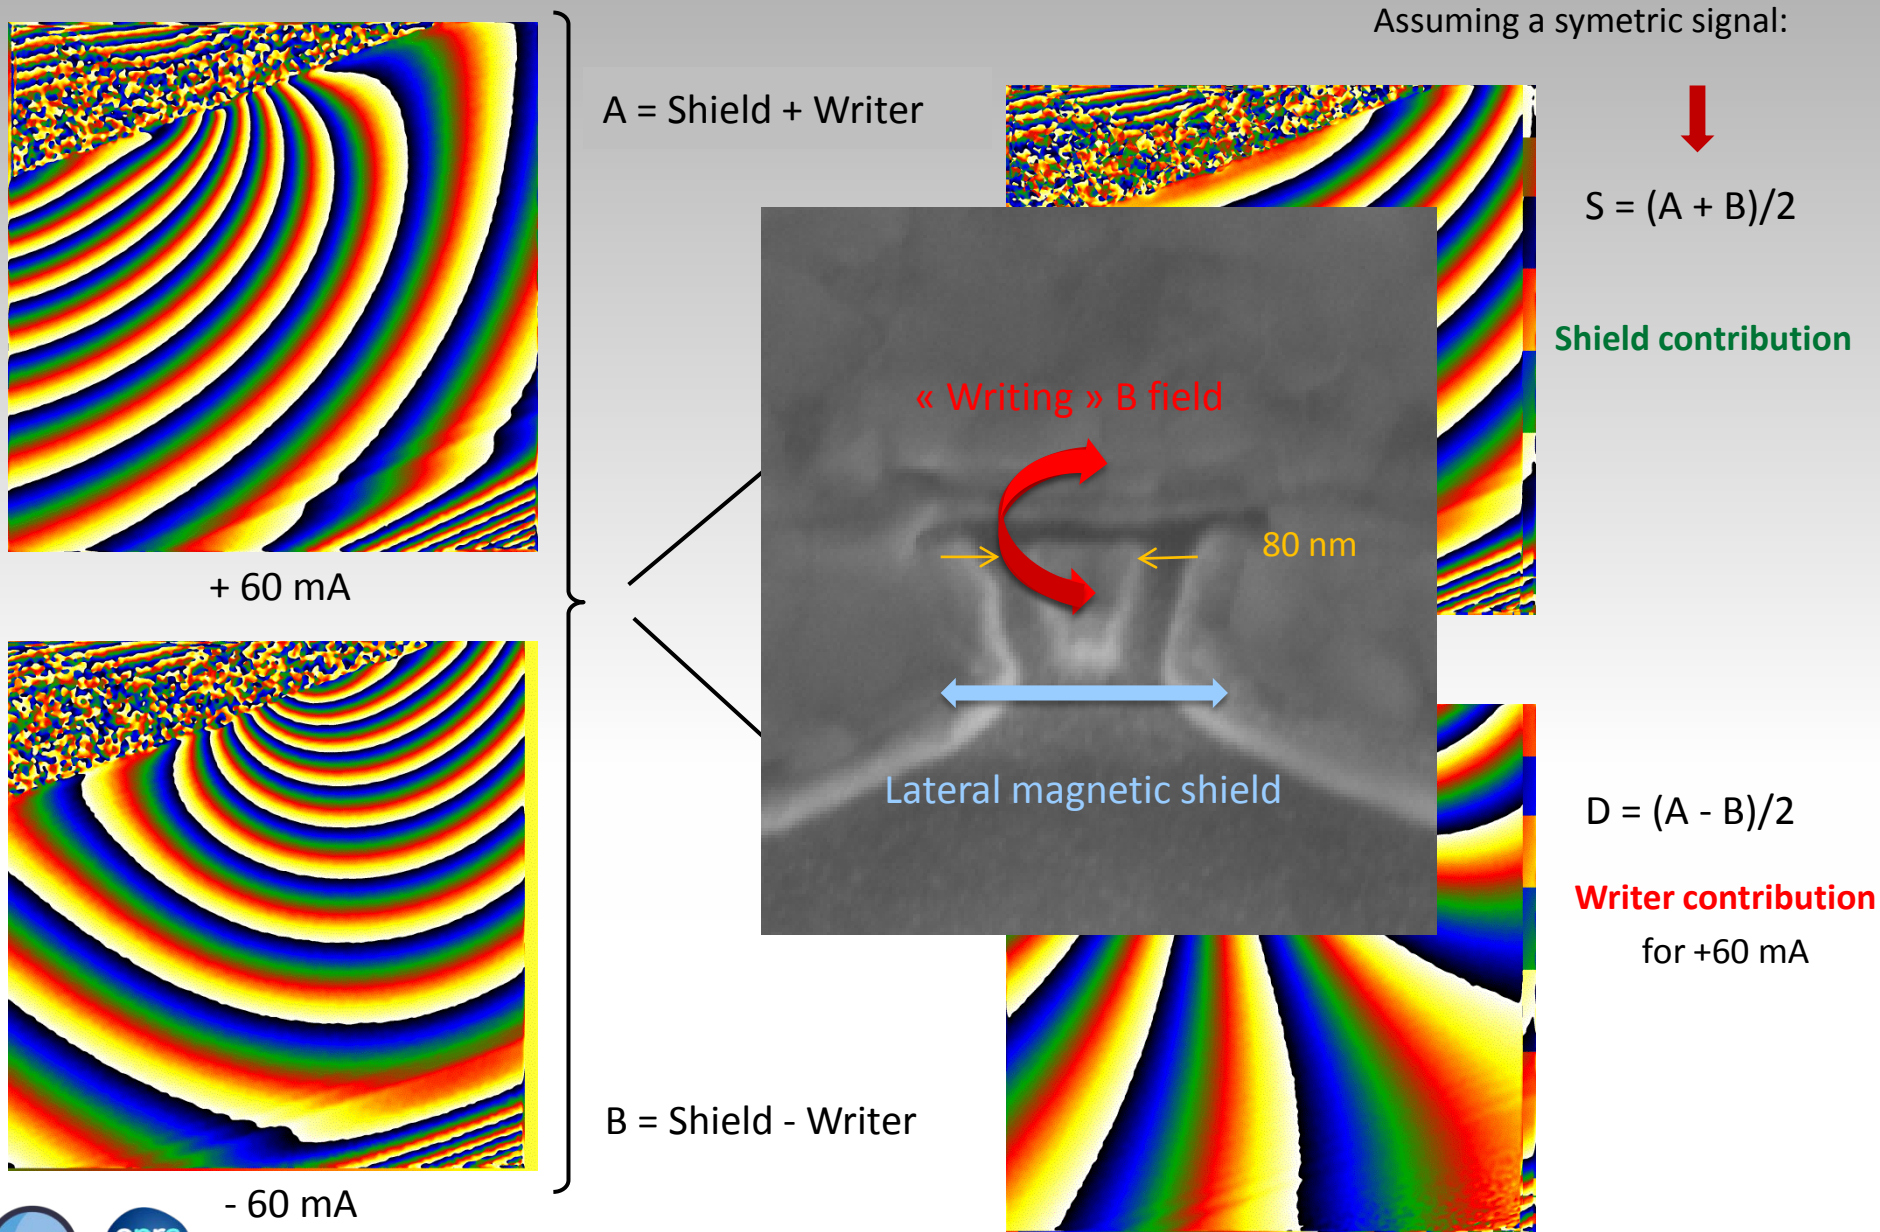 Assuming a symetric signal:
A = Shield + Writer
S = (A + B)/2
Shield contribution
« Writing » B field
80 nm
+ 60 mA
Lateral magnetic shield
D = (A - B)/2
Writer contribution
for +60 mA
B = Shield - Writer
- 60 mA